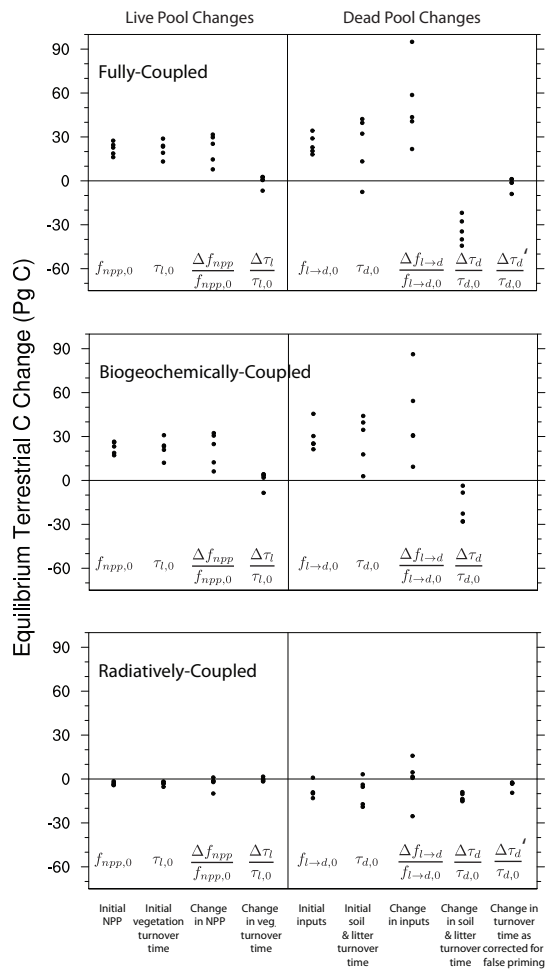 Live Pool Changes
Dead Pool Changes
Equilibrium Terrestrial C Change (Pg C)
Fully-Coupled
90
60
30
0
-30
-60
f_{npp,0}
τ_{l,0}
Δf_{npp} / f_{npp,0}
Δτ_l / τ_{l,0}
f_{l→d,0}
τ_{d,0}
Δf_{l→d} / f_{l→d,0}
Δτ_d / τ_{d,0}
Δτ_d / τ_{d,0} ′
Biogeochemically-Coupled
90
60
30
0
-30
-60
f_{npp,0}
τ_{l,0}
Δf_{npp} / f_{npp,0}
Δτ_l / τ_{l,0}
f_{l→d,0}
τ_{d,0}
Δf_{l→d} / f_{l→d,0}
Δτ_d / τ_{d,0}
Radiatively-Coupled
90
60
30
0
-30
-60
f_{npp,0}
τ_{l,0}
Δf_{npp} / f_{npp,0}
Δτ_l / τ_{l,0}
f_{l→d,0}
τ_{d,0}
Δf_{l→d} / f_{l→d,0}
Δτ_d / τ_{d,0}
Δτ_d / τ_{d,0} ′
Initial
NPP
Initial
vegetation
turnover
time
Change
in NPP
Change
in veg.
turnover
time
Initial
inputs
Initial
soil
& litter
turnover
time
Change
in inputs
Change
in soil
& litter
turnover
time
Change in
turnover
time as
corrected for
false priming